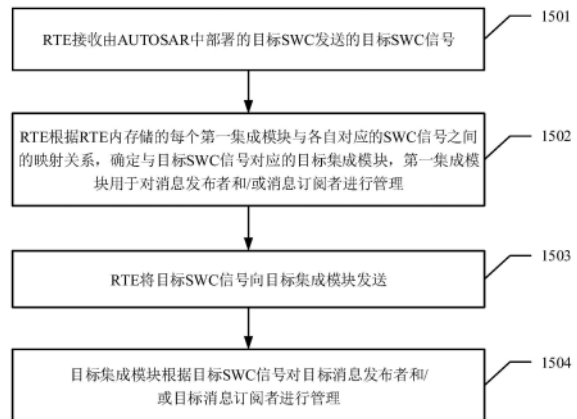 RTE接收由AUTOSAR中部署的目标SWC发送的目标SWC信号
1501
RTE根据RTE内存储的每个第一集成模块与各自对应的SWC信号之间
的映射关系，确定与目标SWC信号对应的目标集成模块，第一集成模
块用于对消息发布者和/或消息订阅者进行管理
1502
RTE将目标SWC信号向目标集成模块发送
1503
目标集成模块根据目标SWC信号对目标消息发布者和/
或目标消息订阅者进行管理
1504